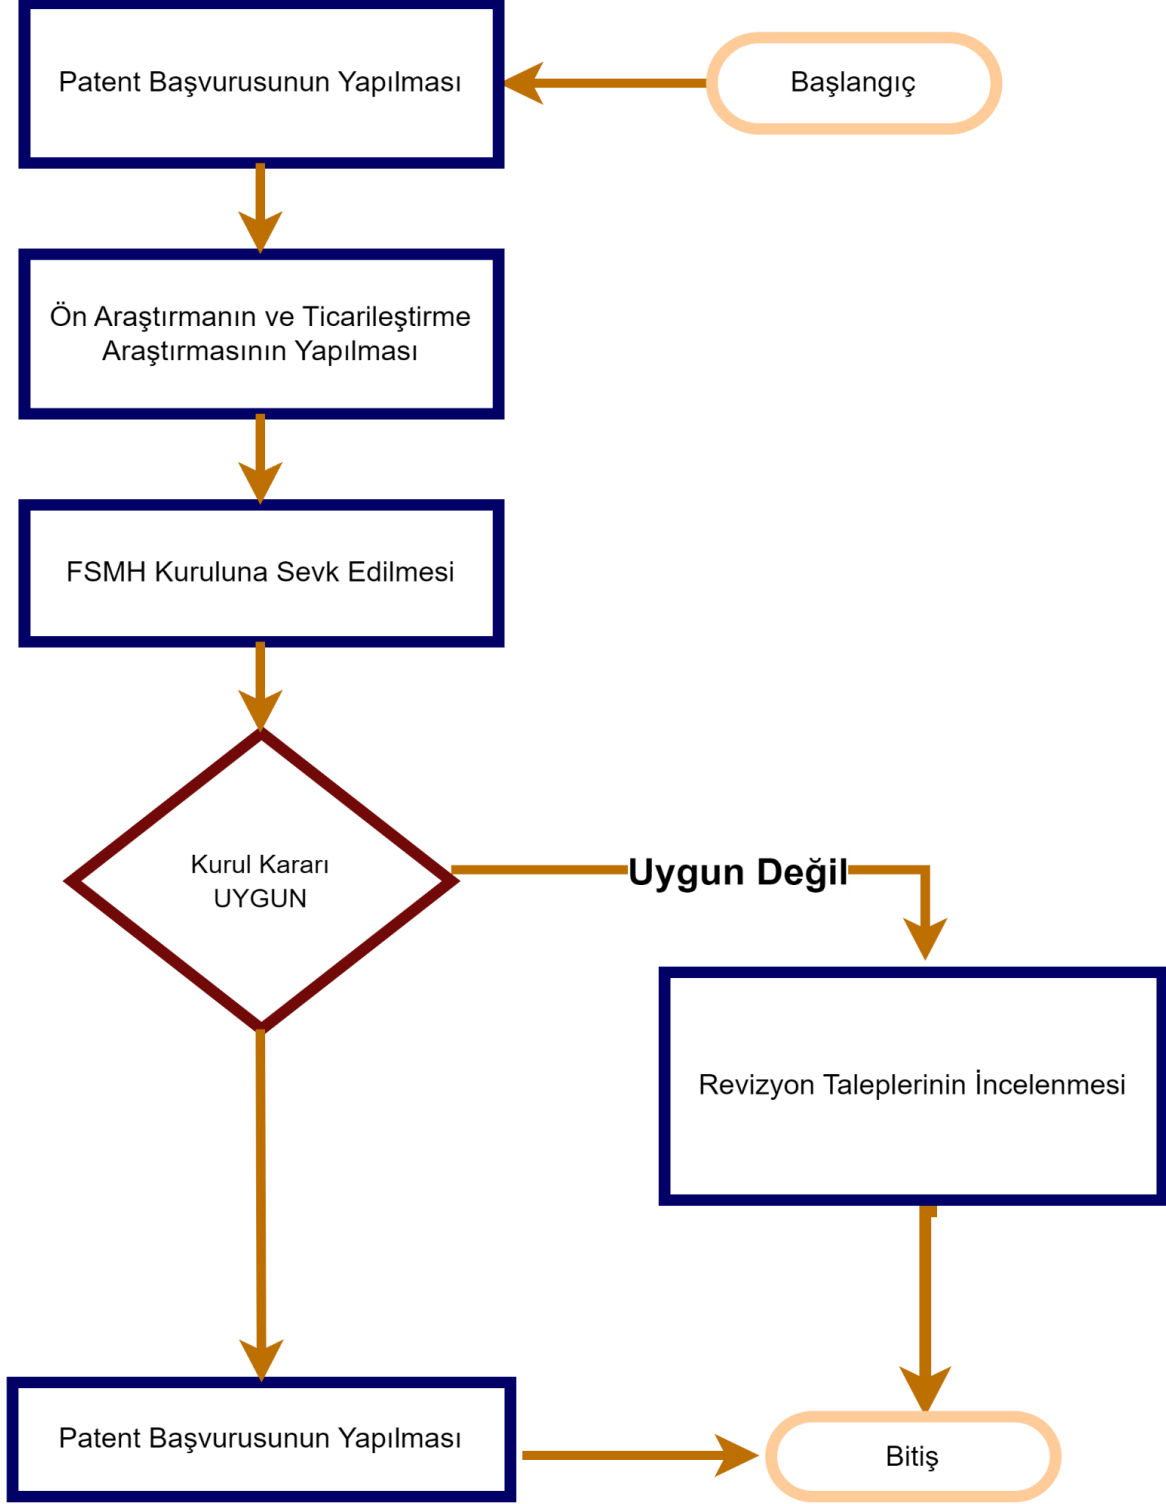 Patent Başvurusunun Yapılması
Başlangıç
Ön Araştırmanın ve Ticarileştirme
Araştırmasının Yapılması
FSMH Kuruluna Sevk Edilmesi
Kurul Kararı
UYGUN
Uygun Değil
Revizyon Taleplerinin İncelenmesi
Patent Başvurusunun Yapılması
Bitiş